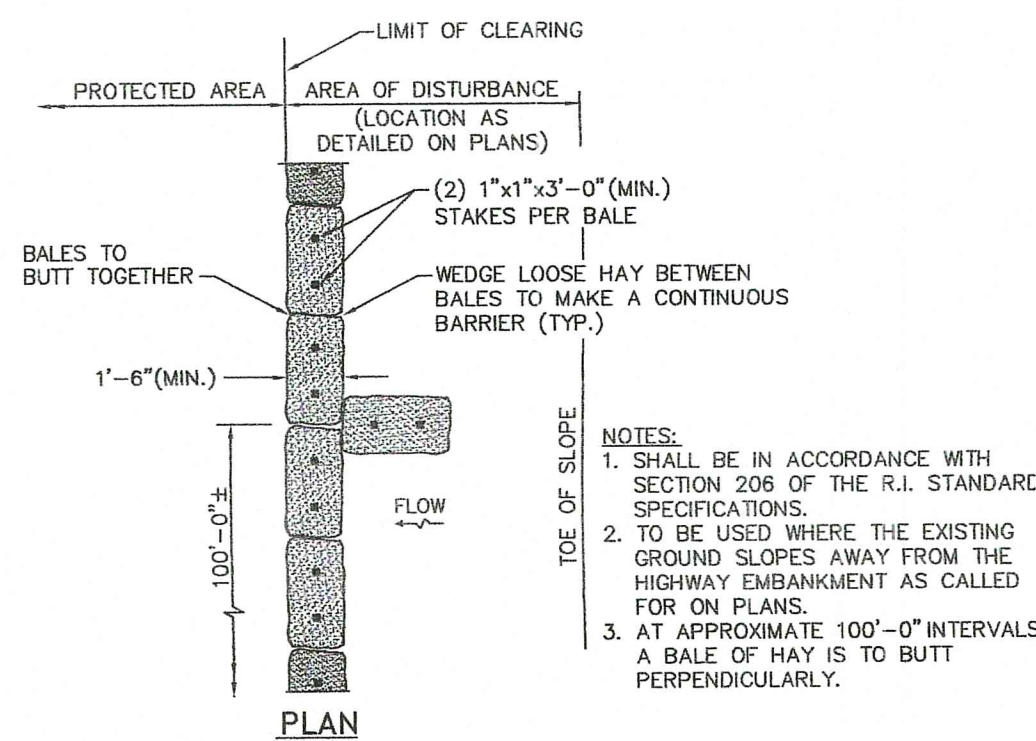 LIMIT OF CLEARING
PROTECTED AREA
AREA OF DISTURBANCE
(LOCATION AS
DETAILED ON PLANS)
(2) 1"x1"x3'-0"(MIN.)
STAKES PER BALE
BALES TO
BUTT TOGETHER
WEDGE LOOSE HAY BETWEEN
BALES TO MAKE A CONTINUOUS
BARRIER (TYP.)
1'-6"(MIN.)
100'-0"±
FLOW
TOE OF SLOPE
NOTES:
1. SHALL BE IN ACCORDANCE WITH
SECTION 206 OF THE R.I. STANDARD
SPECIFICATIONS.
2. TO BE USED WHERE THE EXISTING
GROUND SLOPES AWAY FROM THE
HIGHWAY EMBANKMENT AS CALLED
FOR ON PLANS.
3. AT APPROXIMATE 100'-0" INTERVALS
A BALE OF HAY IS TO BUTT
PERPENDICULARLY.
PLAN